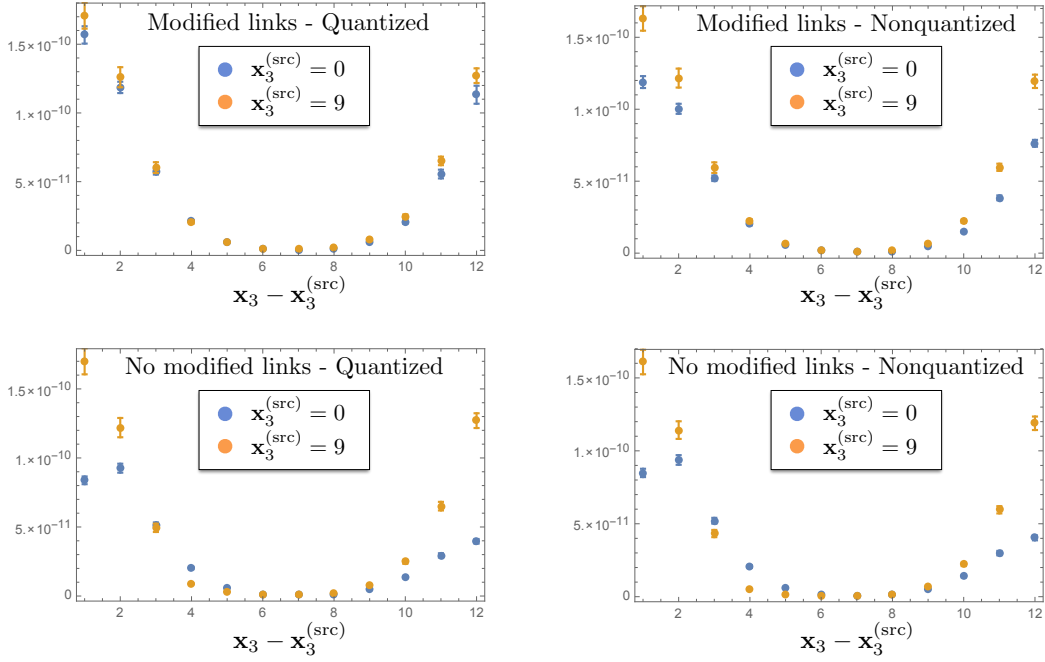 Modified links - Quantized
1.5×10⁻¹⁰
1.×10⁻¹⁰
5.×10⁻¹¹
0
x₃^(src) = 0
x₃^(src) = 9
2 4 6 8 10 12
x₃ − x₃^(src)
Modified links - Nonquantized
1.5×10⁻¹⁰
1.×10⁻¹⁰
5.×10⁻¹¹
0
x₃^(src) = 0
x₃^(src) = 9
2 4 6 8 10 12
x₃ − x₃^(src)
No modified links - Quantized
1.5×10⁻¹⁰
1.×10⁻¹⁰
5.×10⁻¹¹
0
x₃^(src) = 0
x₃^(src) = 9
2 4 6 8 10 12
x₃ − x₃^(src)
No modified links - Nonquantized
1.5×10⁻¹⁰
1.×10⁻¹⁰
5.×10⁻¹¹
0
x₃^(src) = 0
x₃^(src) = 9
2 4 6 8 10 12
x₃ − x₃^(src)